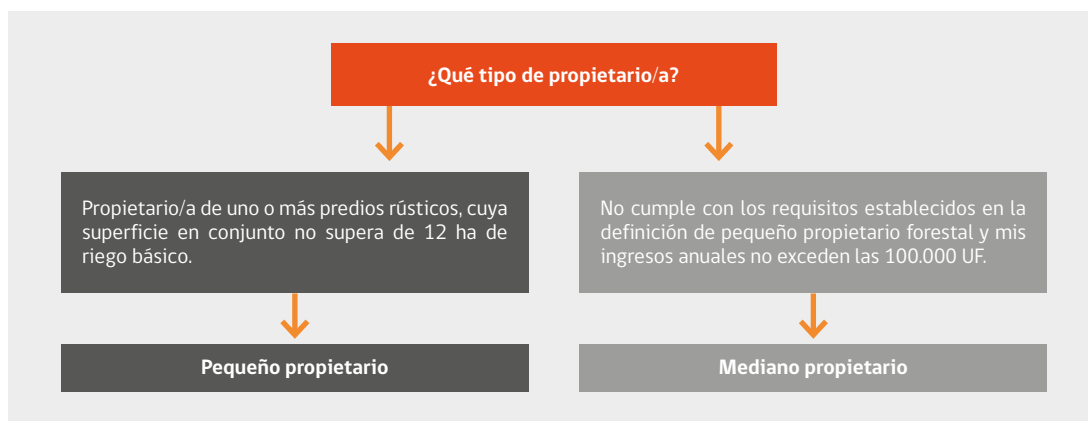 ¿Qué tipo de propietario/a?
Propietario/a de uno o más predios rústicos, cuya
superficie en conjunto no supera de 12 ha de
riego básico.
No cumple con los requisitos establecidos en la
definición de pequeño propietario forestal y mis
ingresos anuales no exceden las 100.000 UF.
Pequeño propietario
Mediano propietario